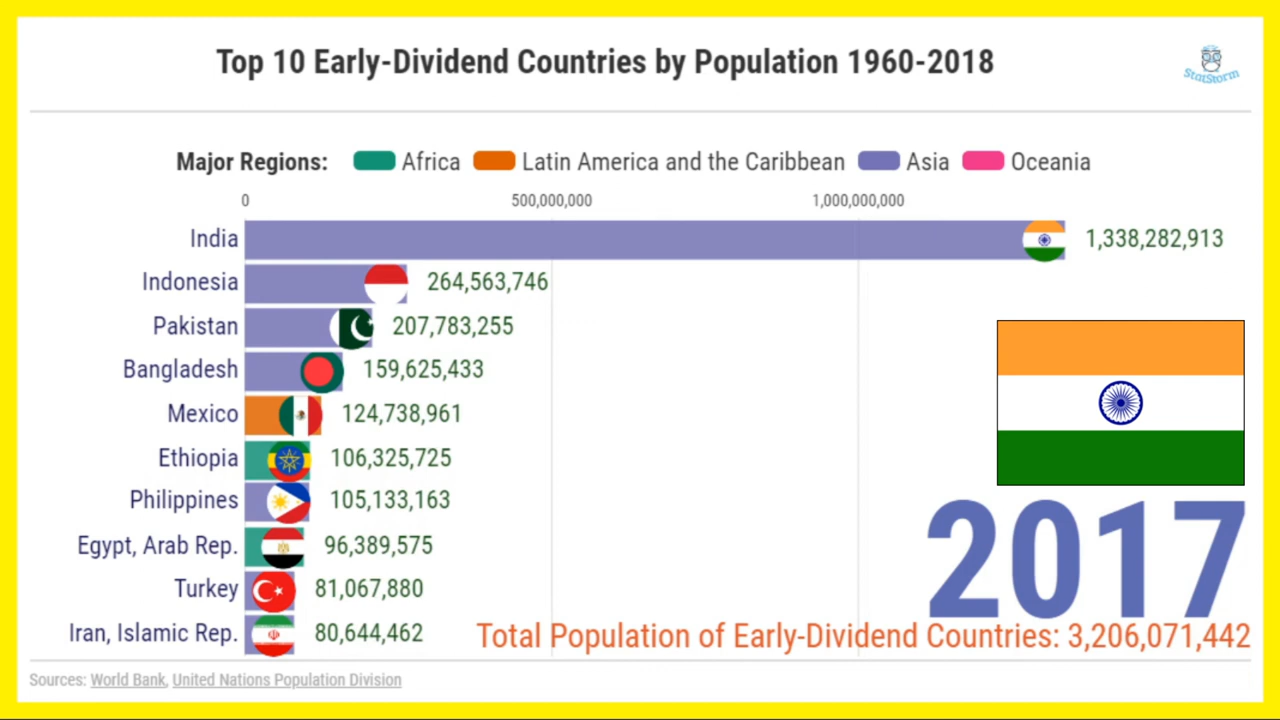 Top 10 Early-Dividend Countries by Population 1960-2018
StatStorm
Major Regions: Africa Latin America and the Caribbean Asia Oceania
0 500,000,000 1,000,000,000
India 1,338,282,913
Indonesia 264,563,746
Pakistan 207,783,255
Bangladesh 159,625,433
Mexico 124,738,961
Ethiopia 106,325,725
Philippines 105,133,163
Egypt, Arab Rep. 96,389,575
Turkey 81,067,880
2017
Iran, Islamic Rep. 80,644,462
Total Population of Early-Dividend Countries: 3,206,071,442
Sources: World Bank, United Nations Population Division